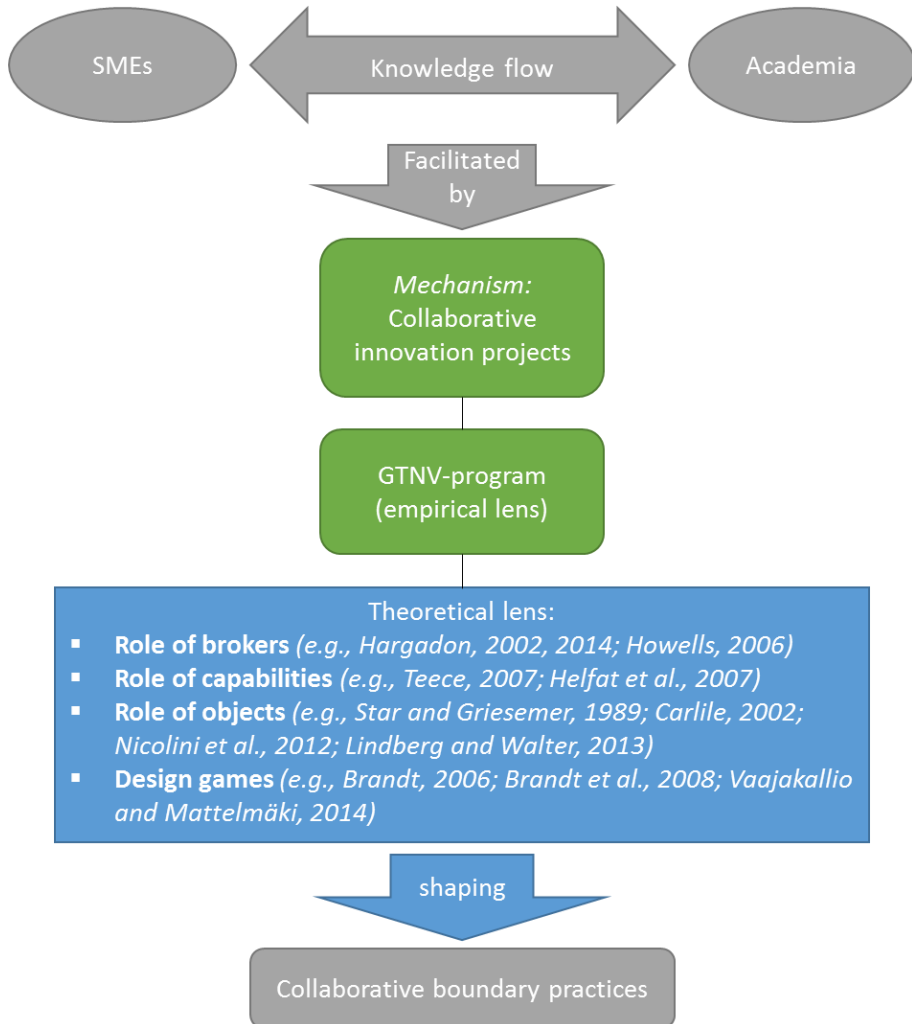 SMEs
Knowledge flow
Academia
Facilitated
by
Mechanism:
Collaborative
innovation projects
GTNV-program
(empirical lens)
Theoretical lens:
▪ Role of brokers (e.g., Hargadon, 2002, 2014; Howells, 2006)
▪ Role of capabilities (e.g., Teece, 2007; Helfat et al., 2007)
▪ Role of objects (e.g., Star and Griesemer, 1989; Carlile, 2002;
Nicolini et al., 2012; Lindberg and Walter, 2013)
▪ Design games (e.g., Brandt, 2006; Brandt et al., 2008; Vaajakallio
and Mattelmäki, 2014)
shaping
Collaborative boundary practices